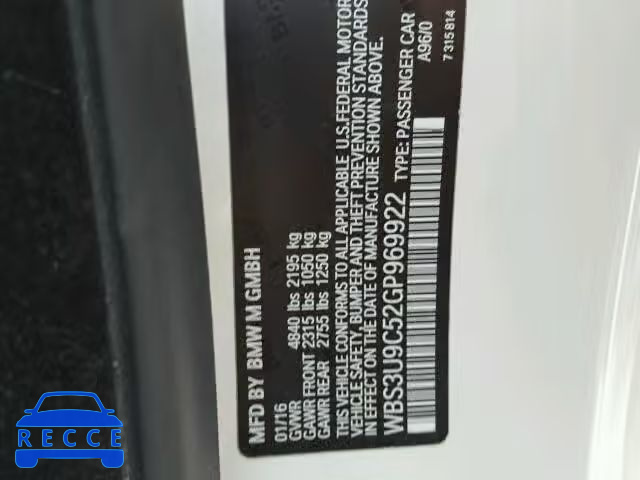 MFD BY BMW M GMBH
01/16
GVWR 4840 lbs 2195 kg
GAWR FRONT 2315 lbs 1050 kg
GAWR REAR 2755 lbs 1250 kg
THIS VEHICLE CONFORMS TO ALL APPLICABLE U.S. FEDERAL MOTOR
VEHICLE SAFETY, BUMPER AND THEFT PREVENTION STANDARDS
IN EFFECT ON THE DATE OF MANUFACTURE SHOWN ABOVE.
WBS3U9C52GP969922 TYPE: PASSENGER CAR
A96/0
7 315 814
RECCE